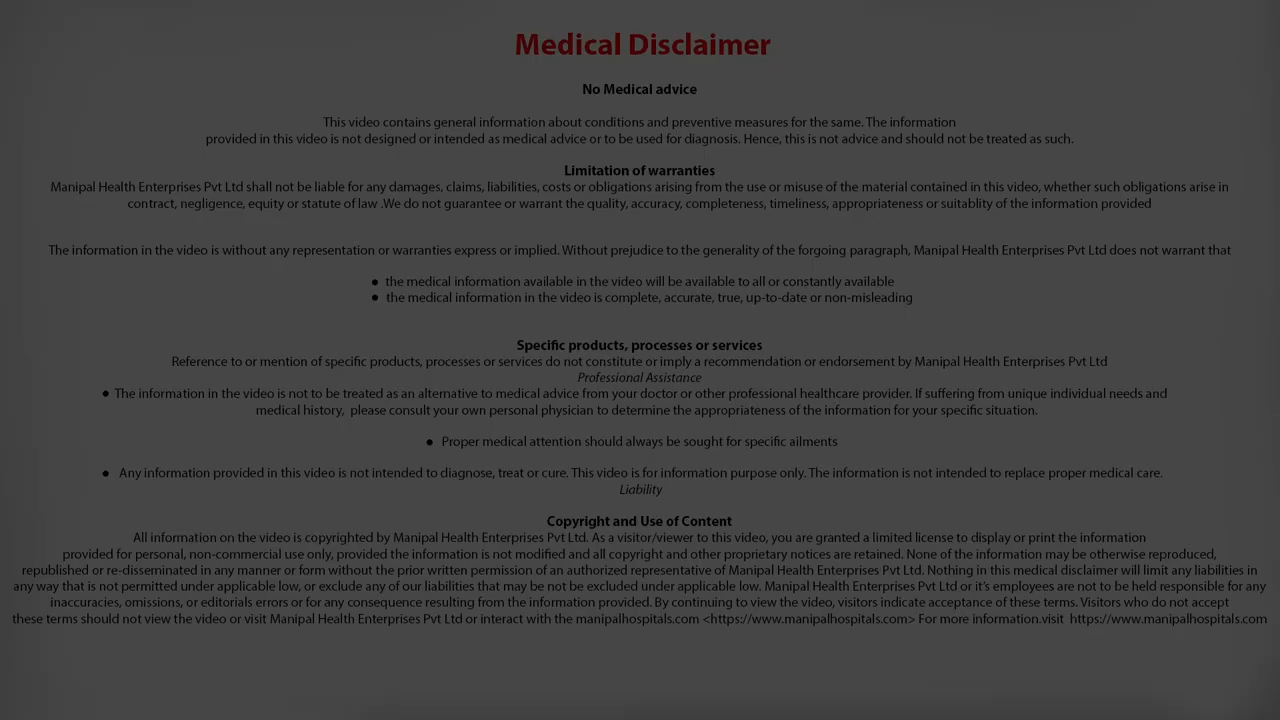 Medical Disclaimer
No Medical advice
This video contains general information about conditions and preventive measures for the same. The information
provided in this video is not designed or intended as medical advice or to be used for diagnosis. Hence, this is not advice and should not be treated as such.
Limitation of warranties
Manipal Health Enterprises Pvt Ltd shall not be liable for any damages, claims, liabilities, costs or obligations arising from the use or misuse of the material contained in this video, whether such obligations arise in
contract, negligence, equity or statute of law .We do not guarantee or warrant the quality, accuracy, completeness, timeliness, appropriateness or suitablity of the information provided
The information in the video is without any representation or warranties express or implied. Without prejudice to the generality of the forgoing paragraph, Manipal Health Enterprises Pvt Ltd does not warrant that
● the medical information available in the video will be available to all or constantly available
● the medical information in the video is complete, accurate, true, up-to-date or non-misleading
Specific products, processes or services
Reference to or mention of specific products, processes or services do not constitute or imply a recommendation or endorsement by Manipal Health Enterprises Pvt Ltd
Professional Assistance
● The information in the video is not to be treated as an alternative to medical advice from your doctor or other professional healthcare provider. If suffering from unique individual needs and
medical history, please consult your own personal physician to determine the appropriateness of the information for your specific situation.
● Proper medical attention should always be sought for specific ailments
● Any information provided in this video is not intended to diagnose, treat or cure. This video is for information purpose only. The information is not intended to replace proper medical care.
Liability
Copyright and Use of Content
All information on the video is copyrighted by Manipal Health Enterprises Pvt Ltd. As a visitor/viewer to this video, you are granted a limited license to display or print the information
provided for personal, non-commercial use only, provided the information is not modified and all copyright and other proprietary notices are retained. None of the information may be otherwise reproduced,
republished or re-disseminated in any manner or form without the prior written permission of an authorized representative of Manipal Health Enterprises Pvt Ltd. Nothing in this medical disclaimer will limit any liabilities in
any way that is not permitted under applicable low, or exclude any of our liabilities that may be not be excluded under applicable low. Manipal Health Enterprises Pvt Ltd or it's employees are not to be held responsible for any
inaccuracies, omissions, or editorials errors or for any consequence resulting from the information provided. By continuing to view the video, visitors indicate acceptance of these terms. Visitors who do not accept
these terms should not view the video or visit Manipal Health Enterprises Pvt Ltd or interact with the manipalhospitals.com <https://www.manipalhospitals.com> For more information.visit https://www.manipalhospitals.com